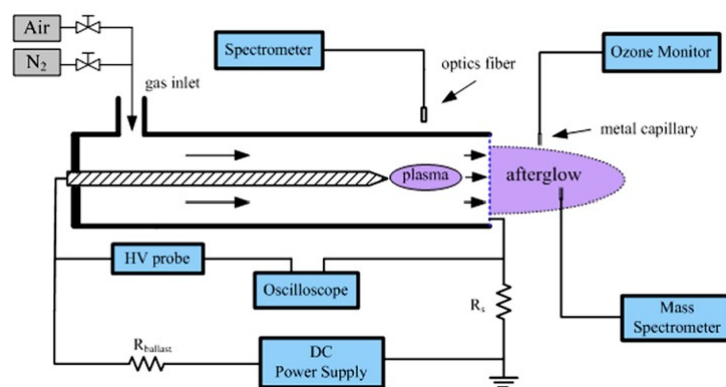 Air
N₂
gas inlet
Spectrometer
optics fiber
Ozone Monitor
metal capillary
plasma
afterglow
HV probe
Oscilloscope
Rₛ
Mass
Spectrometer
R_ballast
DC
Power Supply